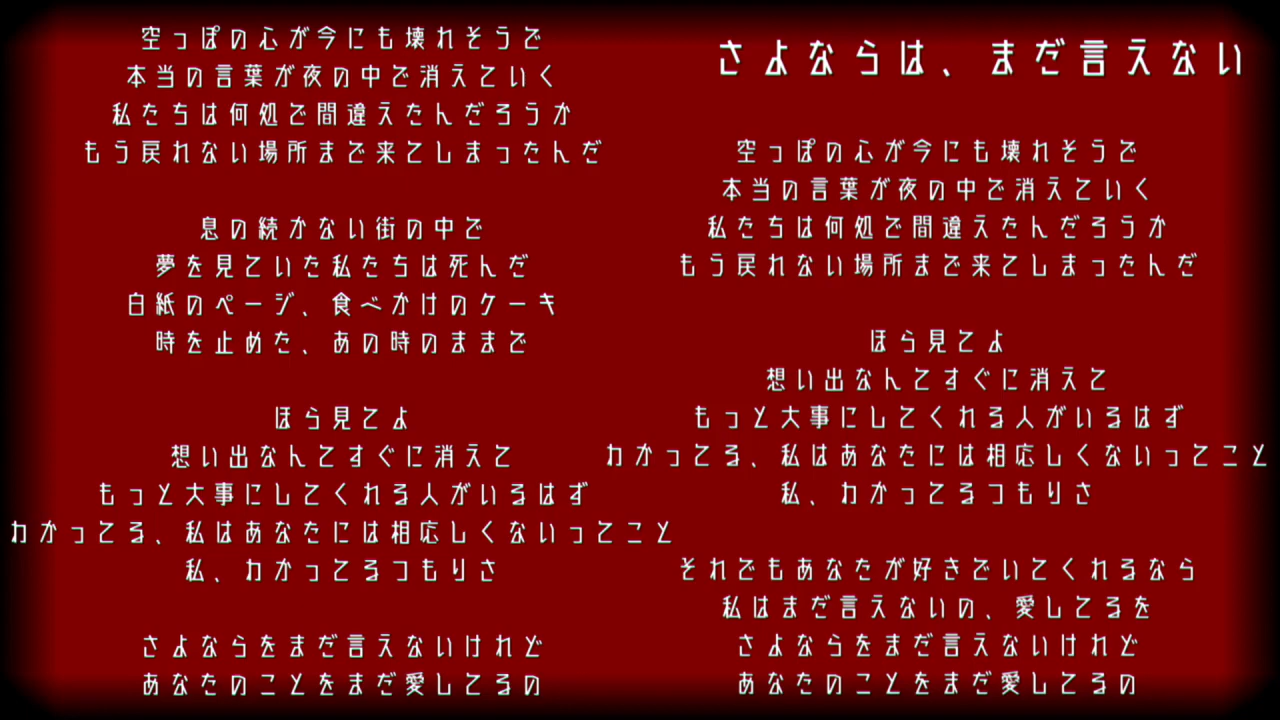 さよならは、まだ言えない
空っぽの心が今にも壊れそうで
本当の言葉が夜の中で消えていく
私たちは何処で間違えたんだろうか
もう戻れない場所まで来てしまったんだ
息の続かない街の中で
夢を見ていた私たちは死んだ
白紙のページ、食べかけのケーキ
時を止めた、あの時のままで
ほら見てよ
想い出なんてすぐに消えて
もっと大事にしてくれる人がいるはず
わかってる、私はあなたには相応しくないってこと
私、わかってるつもりさ
さよならをまだ言えないけれど
あなたのことをまだ愛してるの
空っぽの心が今にも壊れそうで
本当の言葉が夜の中で消えていく
私たちは何処で間違えたんだろうか
もう戻れない場所まで来てしまったんだ
ほら見てよ
想い出なんてすぐに消えて
もっと大事にしてくれる人がいるはず
わかってる、私はあなたには相応しくないってこと
私、わかってるつもりさ
それでもあなたが好きでいてくれるなら
私はまだ言えないの、愛してるを
さよならをまだ言えないけれど
あなたのことをまだ愛してるの